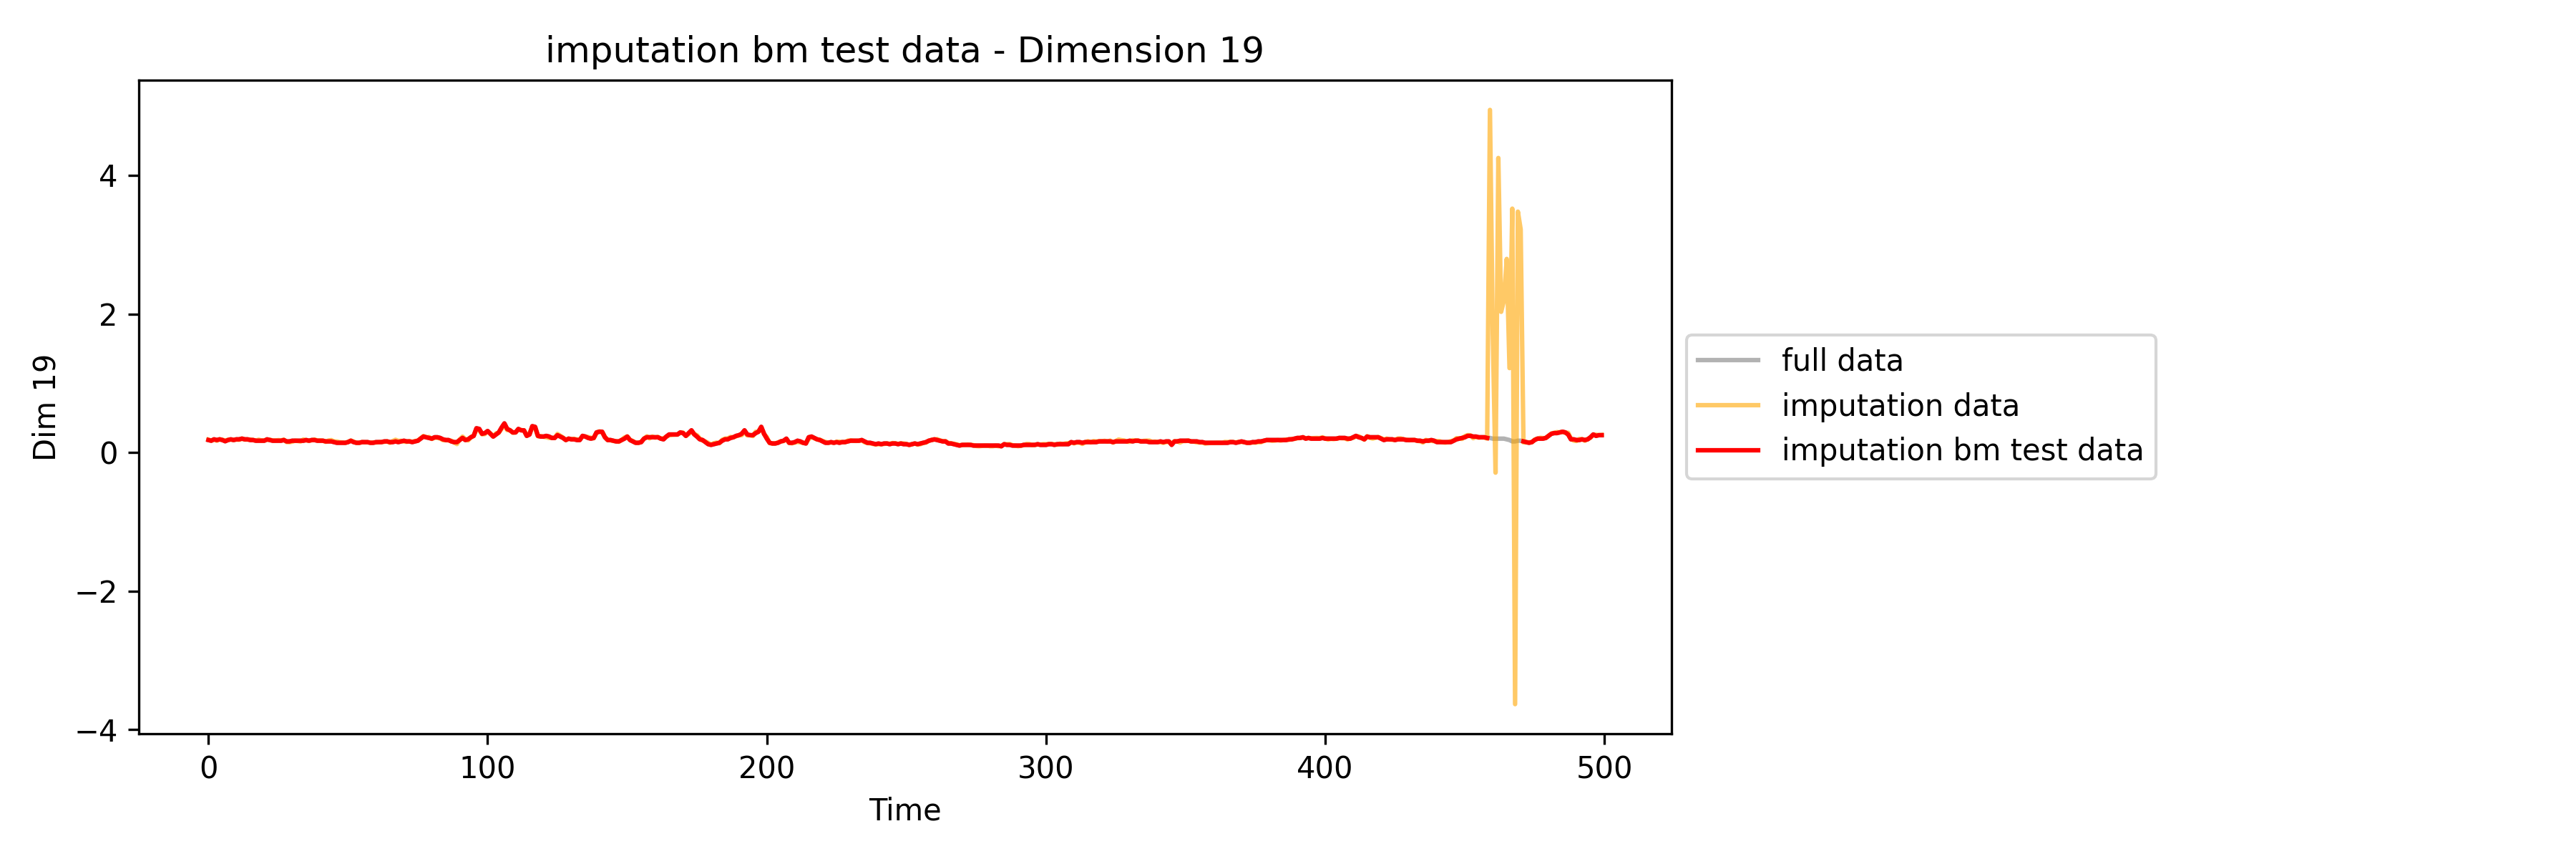 imputation bm test data - Dimension 19
Dim 19
4
2
0
−2
−4
0 100 200 300 400 500
Time
full data
imputation data
imputation bm test data